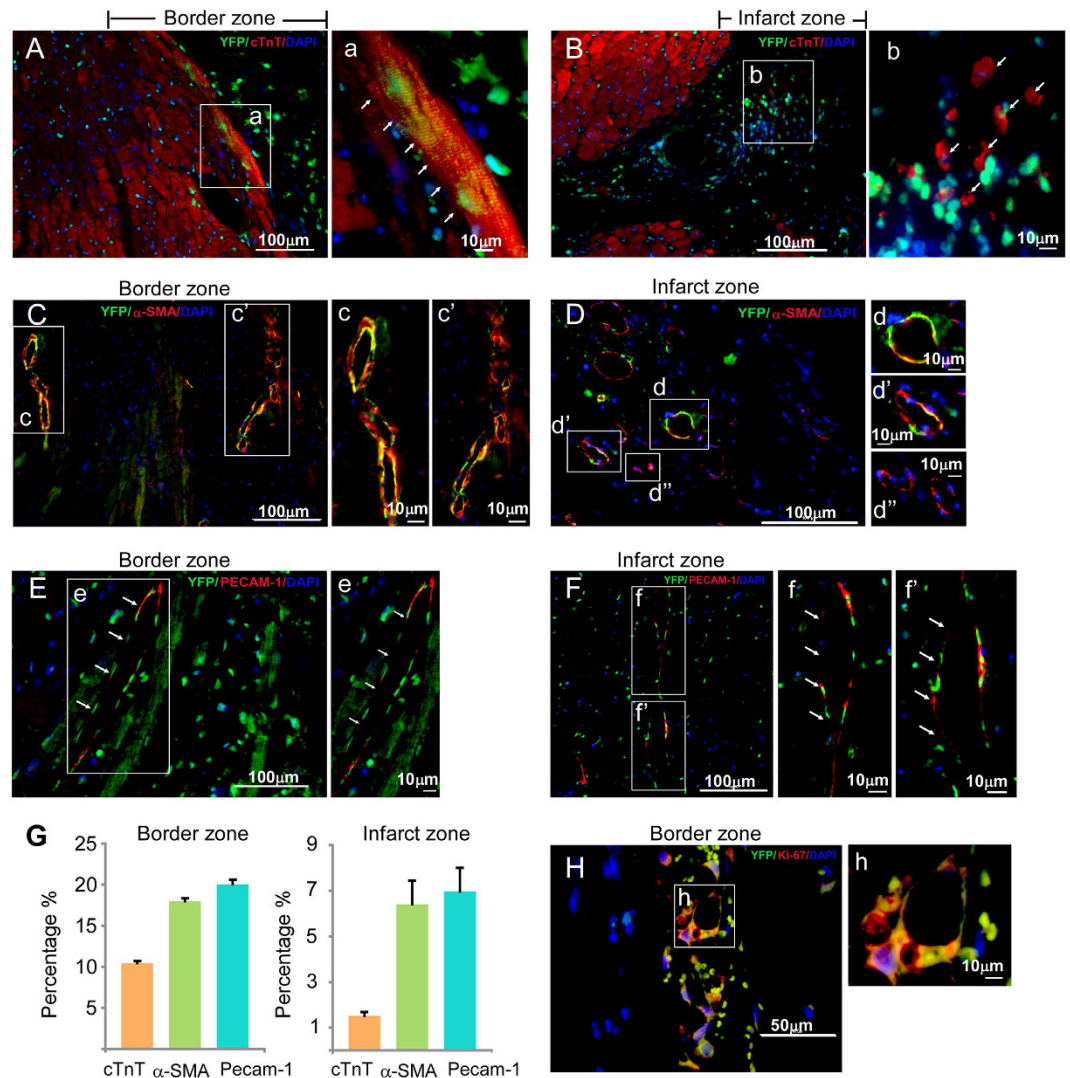 Border zone
Infarct zone
A
YFP/cTnT/DAPI
a
100μm
a
10μm
B
YFP/cTnT/DAPI
b
100μm
b
10μm
Border zone
Infarct zone
C
YFP/α-SMA/DAPI
c
c'
100μm
c
10μm
c'
10μm
D
YFP/α-SMA/DAPI
d
d'
d"
100μm
d
10μm
d'
10μm
10μm
d"
Border zone
Infarct zone
E
YFP/PECAM-1/DAPI
e
100μm
e
10μm
F
YFP/PECAM-1/DAPI
f
f'
100μm
f
10μm
f'
10μm
G
Border zone
Percentage %
25
20
15
10
5
cTnT α-SMA Pecam-1
Infarct zone
Percentage %
9
7
5
3
1
cTnT α-SMA Pecam-1
Border zone
H
YFP/Ki-67/DAPI
h
50μm
h
10μm